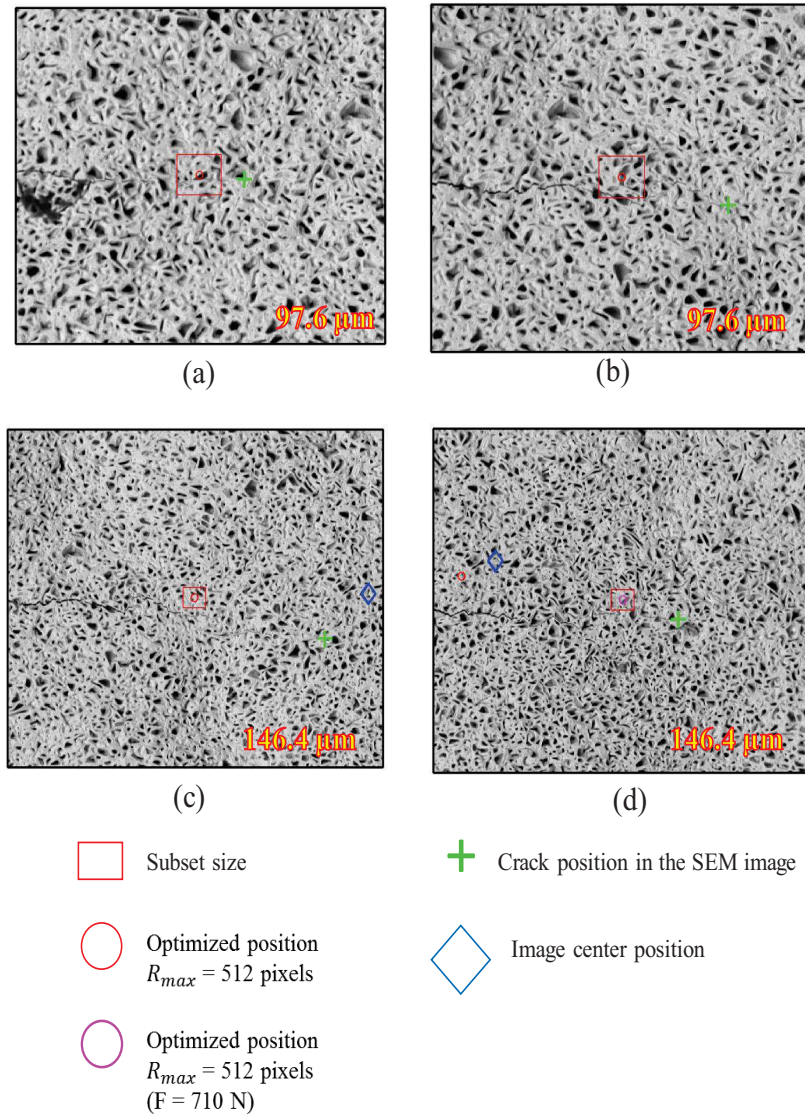 97.6 μm
97.6 μm
(a)
(b)
146.4 μm
146.4 μm
(c)
(d)
Subset size
Crack position in the SEM image
Optimized position
R_max = 512 pixels
Image center position
Optimized position
R_max = 512 pixels
(F = 710 N)